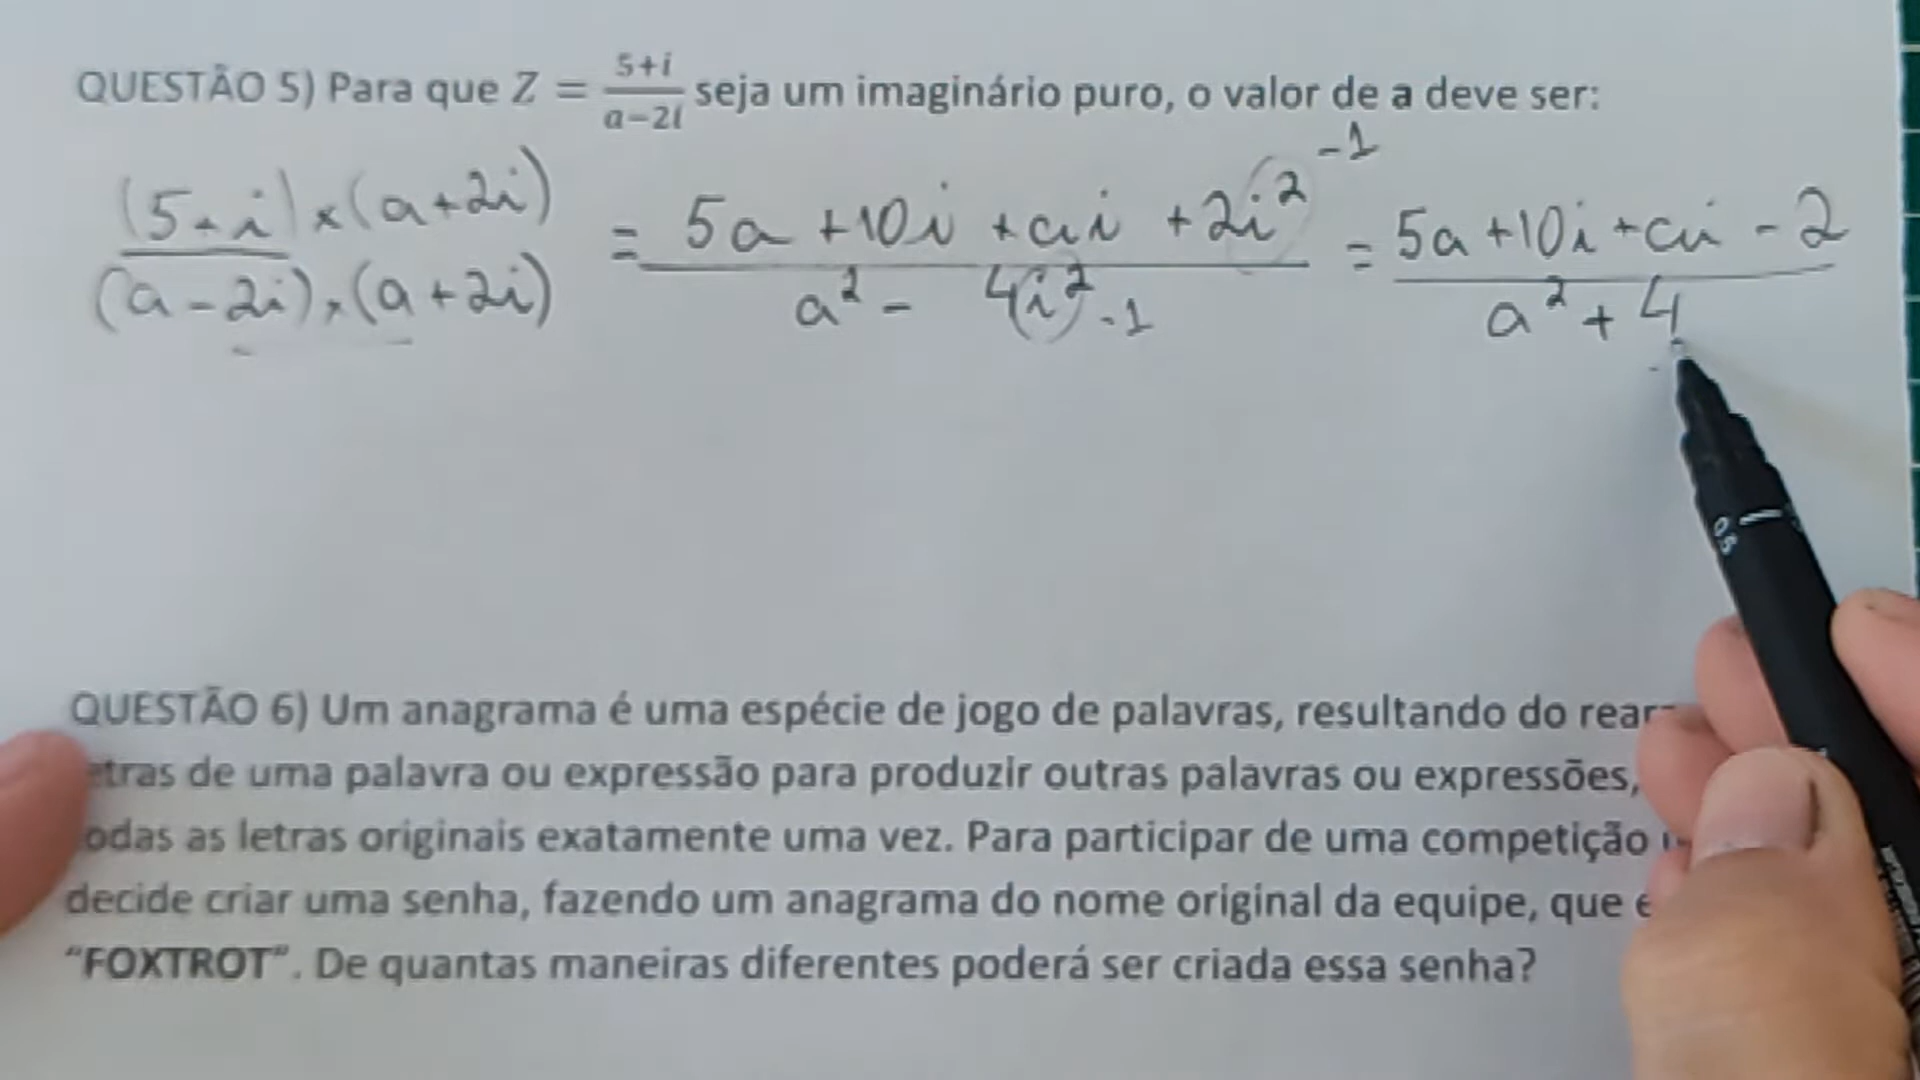 QUESTÃO 5) Para que Z = 5+i / a−2i seja um imaginário puro, o valor de a deve ser:
(5+i)×(a+2i) / (a-2i)×(a+2i) = 5a +10i +ai +2i² -1 / a² - 4(i²) -1 = 5a +10i +ai -2 / a² + 4
QUESTÃO 6) Um anagrama é uma espécie de jogo de palavras, resultando do
de uma palavra ou expressão para produzir outras palavras ou expressões,
as letras originais exatamente uma vez. Para participar de uma competição
decide criar uma senha, fazendo um anagrama do nome original da equipe, que
“FOXTROT”. De quantas maneiras diferentes poderá ser criada essa senha?
0.5